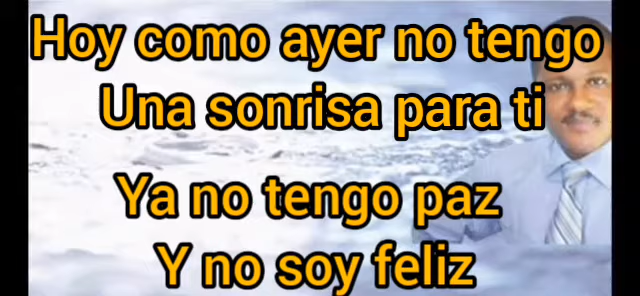 Hoy como ayer no tengo
Una sonrisa para ti
Ya no tengo paz
Y no soy feliz